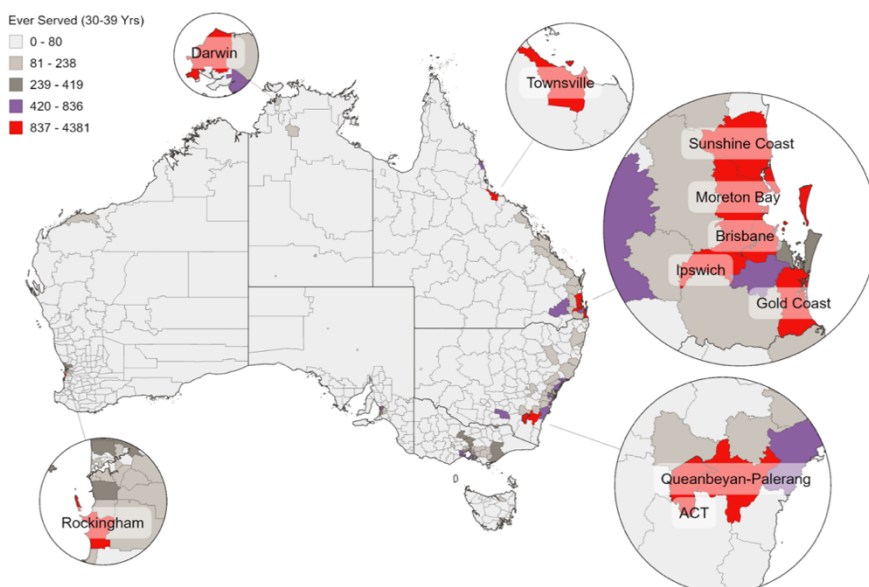 Ever Served (30-39 Yrs)
0 - 80
81 - 238
239 - 419
420 - 836
837 - 4381
Darwin
Townsville
Sunshine Coast
Moreton Bay
Brisbane
Ipswich
Gold Coast
Queanbeyan-Palerang
ACT
Rockingham